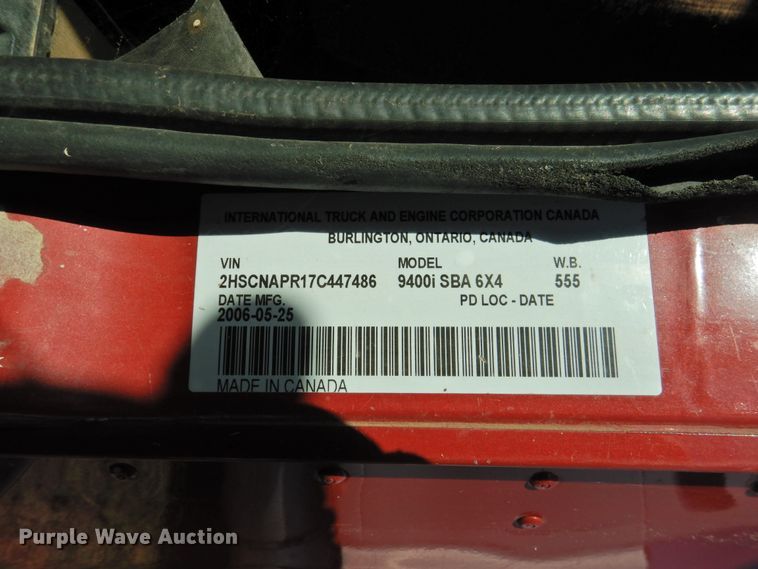 INTERNATIONAL TRUCK AND ENGINE CORPORATION CANADA
BURLINGTON, ONTARIO, CANADA
VIN MODEL W.B.
2HSCNAPR17C447486 9400i SBA 6X4 555
DATE MFG. PD LOC - DATE
2006-05-25
MADE IN CANADA
Purple Wave Auction